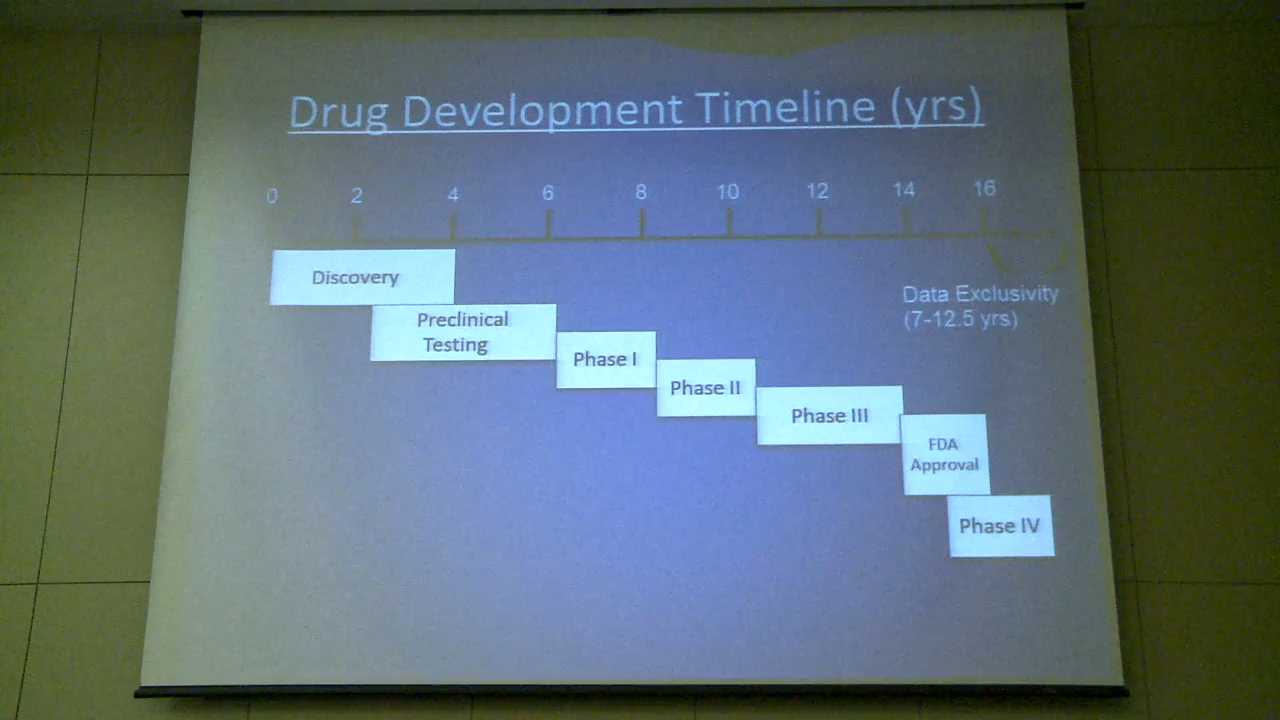 Drug Development Timeline (yrs)
0 2 4 6 8 10 12 14 16
Discovery
Data Exclusivity
(7-12.5 yrs)
Preclinical
Testing
Phase I
Phase II
Phase III
FDA
Approval
Phase IV